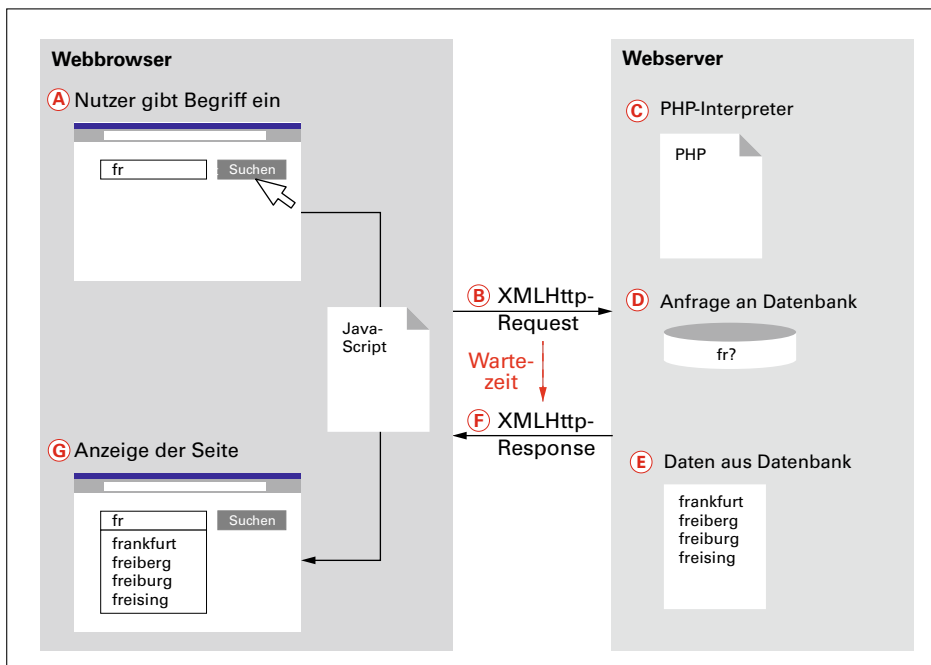 Webbrowser
A Nutzer gibt Begriff ein
fr
Suchen
Java-
Script
G Anzeige der Seite
fr
Suchen
frankfurt
freiberg
freiburg
freising
B XMLHttp-
Request
Warte-
zeit
F XMLHttp-
Response
Webserver
C PHP-Interpreter
PHP
D Anfrage an Datenbank
fr?
E Daten aus Datenbank
frankfurt
freiberg
freiburg
freising